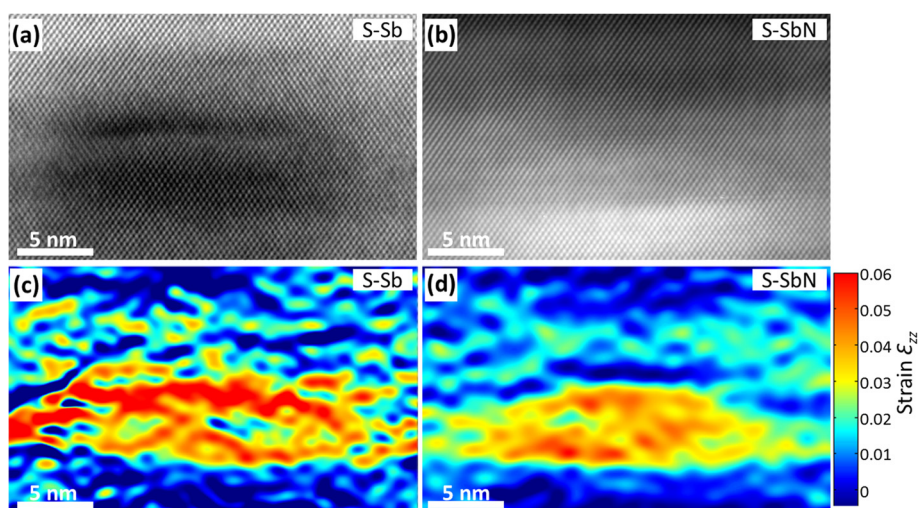 (a)
S-Sb
5 nm
(b)
S-SbN
5 nm
(c)
S-Sb
5 nm
(d)
S-SbN
5 nm
0.06
0.05
0.04
0.03
0.02
0.01
0
Strain εzz